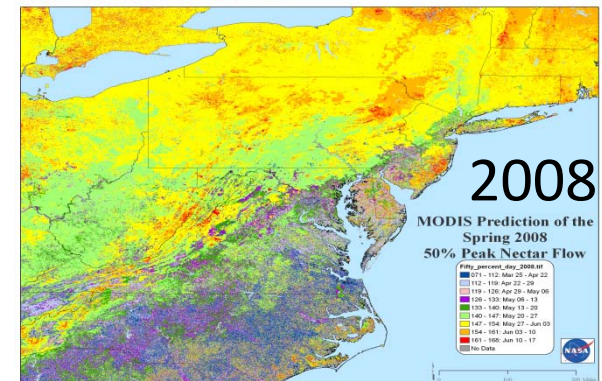 2008
MODIS Prediction of the
Spring 2008
50% Peak Nectar Flow
Fifty_percent_day_2008.tif
071 - 112: Mar 25 - Apr 22
112 - 119: Apr 22 - 29
119 - 126: Apr 29 - May 06
126 - 133: May 06 - 13
133 - 140: May 13 - 20
140 - 147: May 20 - 27
147 - 154: May 27 - Jun 03
154 - 161: Jun 03 - 10
161 - 168: Jun 10 - 17
No Data
NASA